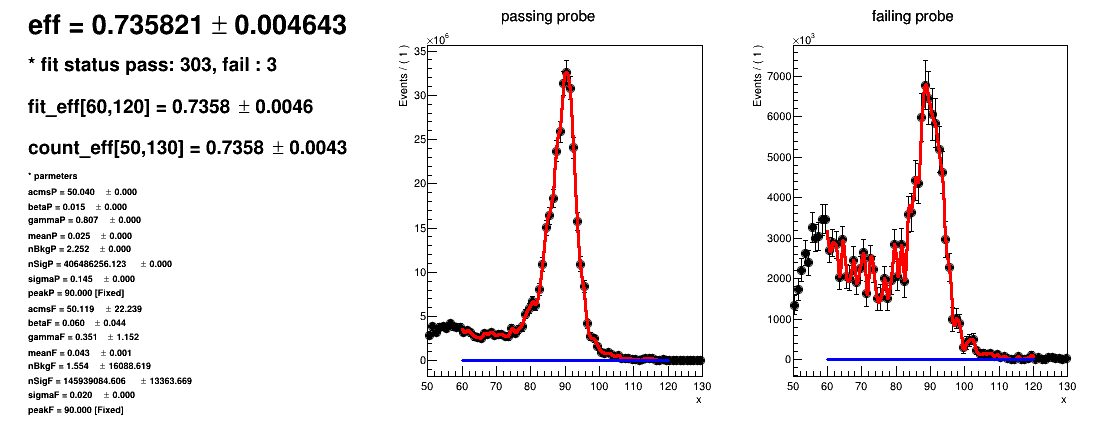 eff = 0.735821 ± 0.004643
* fit status pass: 303, fail : 3
fit_eff[60,120] = 0.7358 ± 0.0046
count_eff[50,130] = 0.7358 ± 0.0043
* parmeters
acmsP = 50.040 ± 0.000
betaP = 0.015 ± 0.000
gammaP = 0.807 ± 0.000
meanP = 0.025 ± 0.000
nBkgP = 2.252 ± 0.000
nSigP = 406486256.123 ± 0.000
sigmaP = 0.145 ± 0.000
peakP = 90.000 [Fixed]
acmsF = 50.119 ± 22.239
betaF = 0.060 ± 0.044
gammaF = 0.351 ± 1.152
meanF = 0.043 ± 0.001
nBkgF = 1.554 ± 16088.619
nSigF = 145939084.606 ± 13363.669
sigmaF = 0.020 ± 0.000
peakF = 90.000 [Fixed]
passing probe
×10⁶
Events / ( 1 )
35
30
25
20
15
10
5
0
50 60 70 80 90 100 110 120 130
x
failing probe
×10³
Events / ( 1 )
7000
6000
5000
4000
3000
2000
1000
0
50 60 70 80 90 100 110 120 130
x